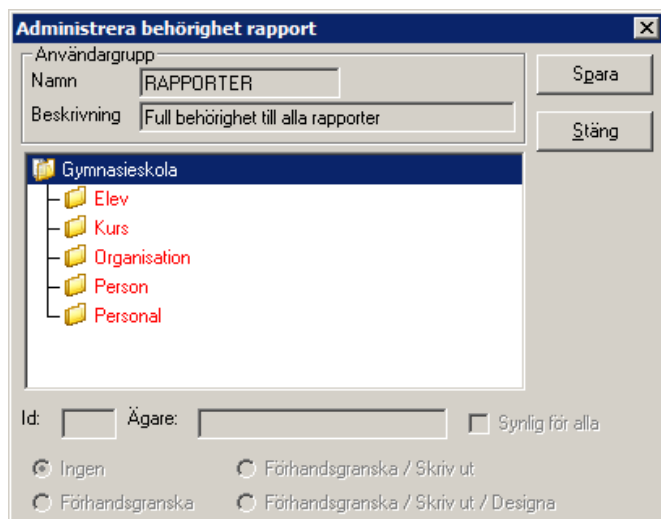 Administrera behörighet rapport
Användargrupp
Namn RAPPORTER
Beskrivning Full behörighet till alla rapporter
Spara
Stäng
Gymnasieskola
Elev
Kurs
Organisation
Person
Personal
Id: Ägare: Synlig för alla
Ingen Förhandsgranska / Skriv ut
Förhandsgranska Förhandsgranska / Skriv ut / Designa